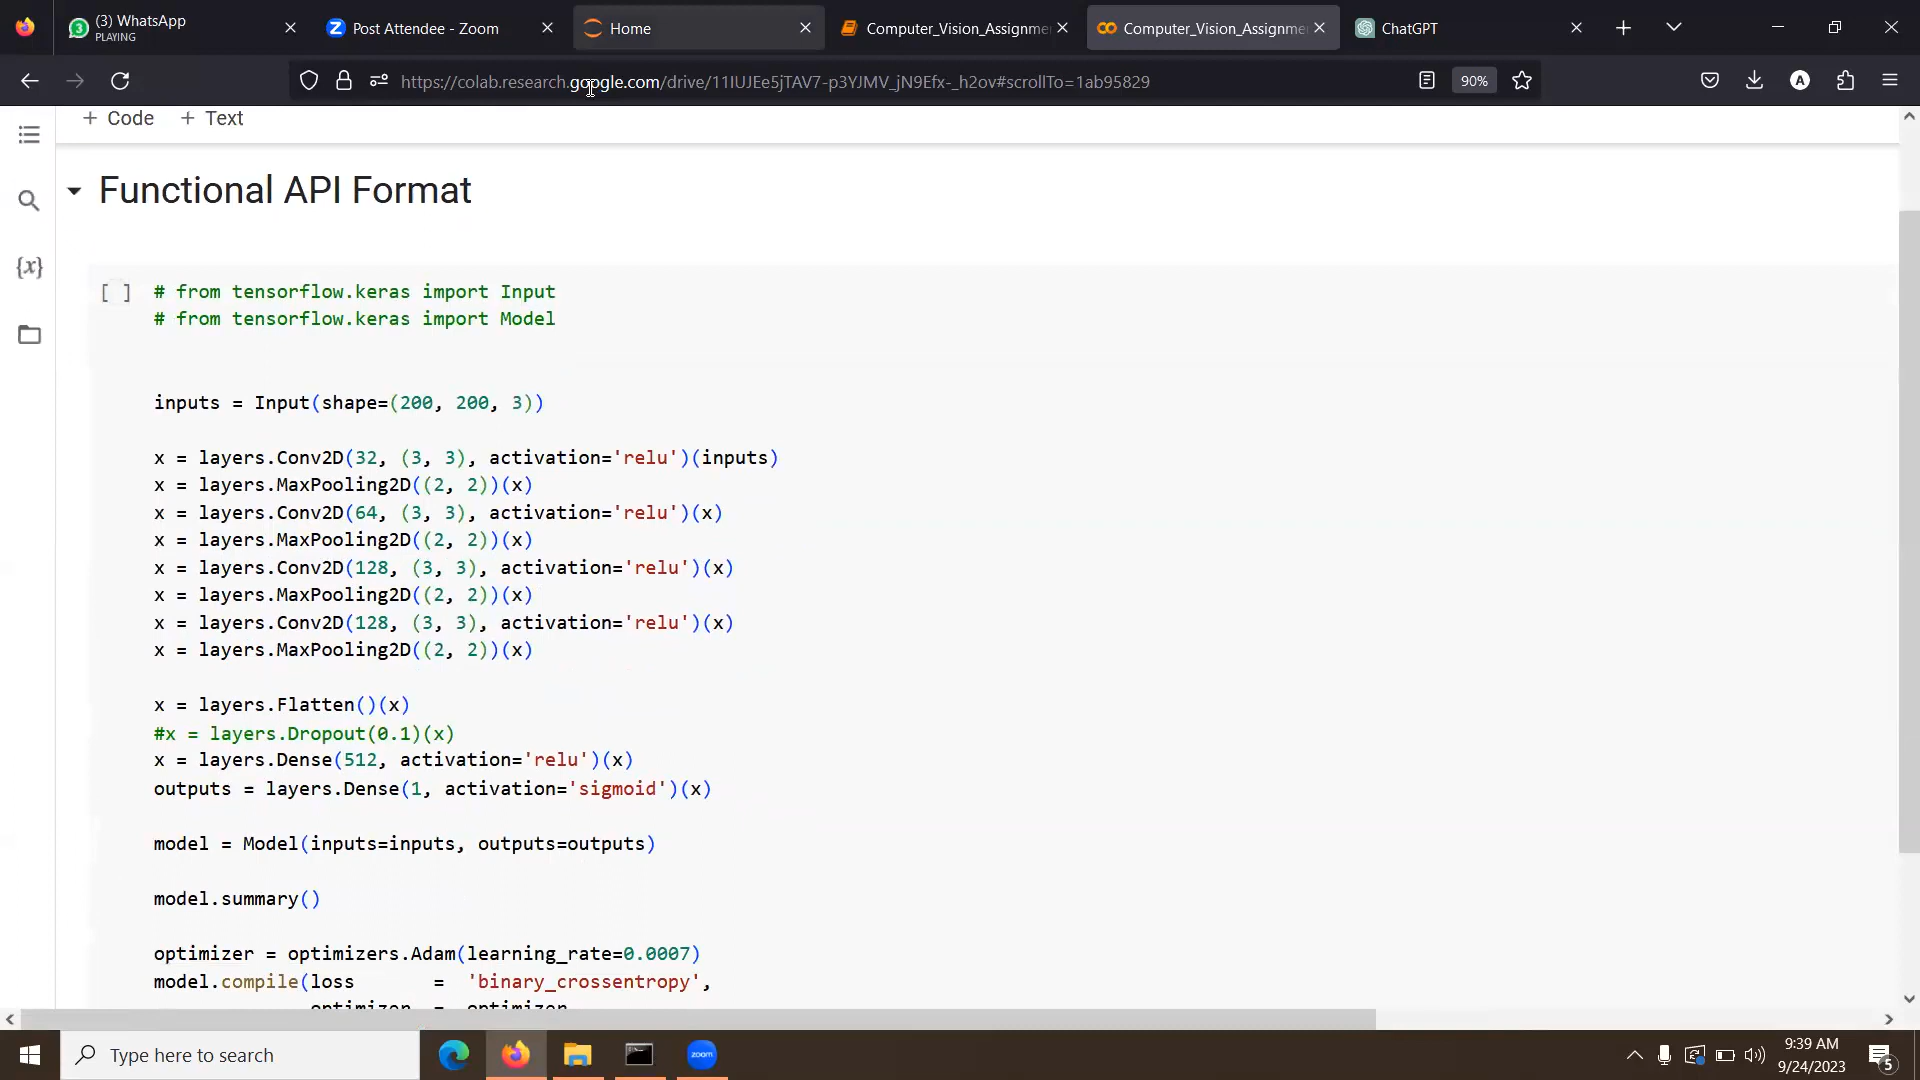 (3) WhatsApp
PLAYING
Post Attendee - Zoom
Home
Computer_Vision_Assignme
Computer_Vision_Assignme
ChatGPT
https://colab.research.google.com/drive/11IUJEe5jTAV7-p3YJMV_jN9Efx-_h2ov#scrollTo=1ab95829
90%
+ Code + Text
Functional API Format
[ ] # from tensorflow.keras import Input
# from tensorflow.keras import Model
inputs = Input(shape=(200, 200, 3))
x = layers.Conv2D(32, (3, 3), activation='relu')(inputs)
x = layers.MaxPooling2D((2, 2))(x)
x = layers.Conv2D(64, (3, 3), activation='relu')(x)
x = layers.MaxPooling2D((2, 2))(x)
x = layers.Conv2D(128, (3, 3), activation='relu')(x)
x = layers.MaxPooling2D((2, 2))(x)
x = layers.Conv2D(128, (3, 3), activation='relu')(x)
x = layers.MaxPooling2D((2, 2))(x)
x = layers.Flatten()(x)
#x = layers.Dropout(0.1)(x)
x = layers.Dense(512, activation='relu')(x)
outputs = layers.Dense(1, activation='sigmoid')(x)
model = Model(inputs=inputs, outputs=outputs)
model.summary()
optimizer = optimizers.Adam(learning_rate=0.0007)
model.compile(loss = 'binary_crossentropy',
optimizer = optimizer
Type here to search
zoom
9:39 AM
9/24/2023
5